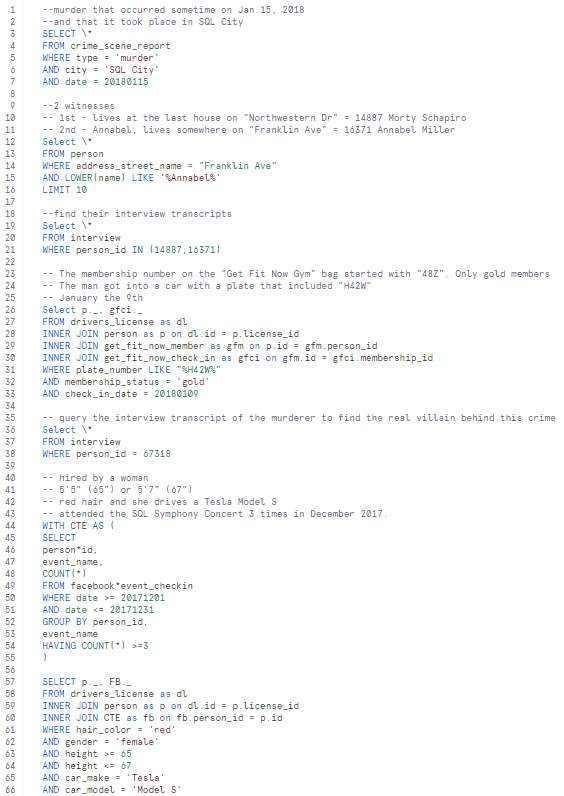 1 --murder that occurred sometime on Jan.15, 2018
2 --and that it took place in SQL City
3 SELECT \*
4 FROM crime_scene_report
5 WHERE type = 'murder'
6 AND city = 'SQL City'
7 AND date = 20180115
8
9 --2 witnesses
10 -- 1st - lives at the last house on "Northwestern Dr" = 14887 Morty Schapiro
11 -- 2nd - Annabel, lives somewhere on "Franklin Ave" = 16371 Annabel Miller
12 Select \*
13 FROM person
14 WHERE address_street_name = "Franklin Ave"
15 AND LOWER(name) LIKE '%Annabel%'
16 LIMIT 10
17
18 --find their interview transcripts
19 Select \*
20 FROM interview
21 WHERE person_id IN (14887,16371)
22
23 -- The membership number on the "Get Fit Now Gym" bag started with "48Z". Only gold members
24 -- The man got into a car with a plate that included "H42W"
25 -- January the 9th
26 Select p._, gfci._
27 FROM drivers_license as dl
28 INNER JOIN person as p on dl.id = p.license_id
29 INNER JOIN get_fit_now_member as gfm on p.id = gfm.person_id
30 INNER JOIN get_fit_now_check_in as gfci on gfm.id = gfci.membership_id
31 WHERE plate_number LIKE "%H42W%"
32 AND membership_status = 'gold'
33 AND check_in_date = 20180109
34
35 -- query the interview transcript of the murderer to find the real villain behind this crime
36 Select \*
37 FROM interview
38 WHERE person_id = 67318
39
40 -- hired by a woman
41 -- 5'5" (65") or 5'7" (67")
42 -- red hair and she drives a Tesla Model S
43 -- attended the SQL Symphony Concert 3 times in December 2017.
44 WITH CTE AS (
45 SELECT
46 person*id,
47 event_name,
48 COUNT(*)
49 FROM facebook*event_checkin
50 WHERE date >= 20171201
51 AND date <= 20171231
52 GROUP BY person_id,
53 event_name
54 HAVING COUNT(*) >=3
55 )
56
57 SELECT p._, FB._
58 FROM drivers_license as dl
59 INNER JOIN person as p on dl.id = p.license_id
60 INNER JOIN CTE as fb on fb.person_id = p.id
61 WHERE hair_color = 'red'
62 AND gender = 'female'
63 AND height >= 65
64 AND height <= 67
65 AND car_make = 'Tesla'
66 AND car_model = 'Model S'